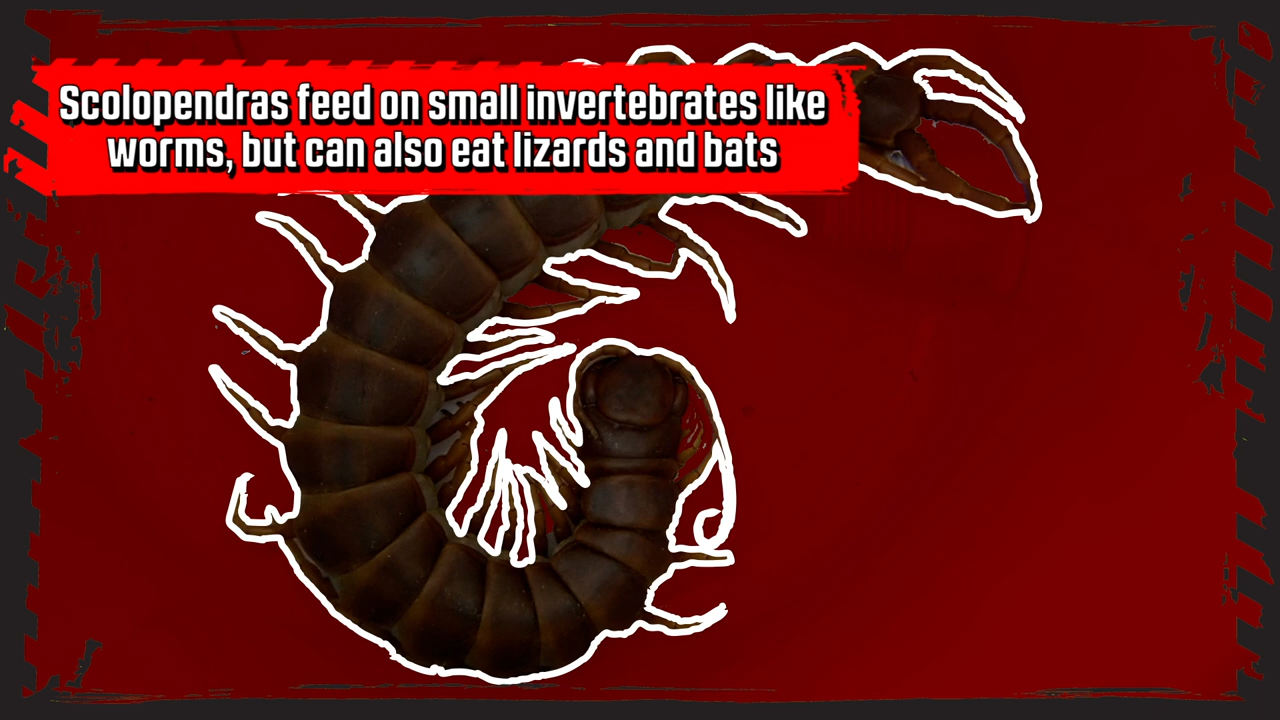 Scolopendras feed on small invertebrates like
worms, but can also eat lizards and bats